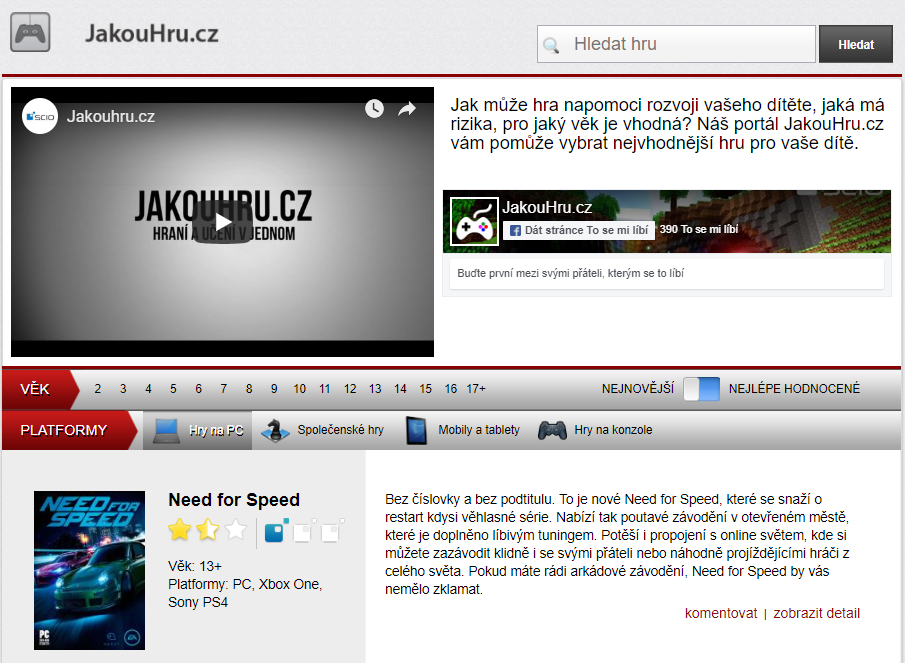 JakouHru.cz
Hledat hru
Hledat
SCIO
Jakouhru.cz
JAKOUHRU.CZ
HRANÍ A UČENÍ V JEDNOM
Jak může hra napomoci rozvoji vašeho dítěte, jaká má
rizika, pro jaký věk je vhodná? Náš portál JakouHru.cz
vám pomůže vybrat nejvhodnější hru pro vaše dítě.
SCIO
JakouHru.cz
Dát stránce To se mi líbí 390 To se mi líbí
Buďte první mezi svými přáteli, kterým se to líbí
VĚK 2 3 4 5 6 7 8 9 10 11 12 13 14 15 16 17+ NEJNOVĚJŠÍ NEJLÉPE HODNOCENÉ
PLATFORMY Hry na PC Společenské hry Mobily a tablety Hry na konzole
NEED FOR
SPEED
PC
EA
Need for Speed
Věk: 13+
Platformy: PC, Xbox One,
Sony PS4
Bez číslovky a bez podtitulu. To je nové Need for Speed, které se snaží o
restart kdysi věhlasné série. Nabízí tak poutavé závodění v otevřeném městě,
které je doplněno líbivým tuningem. Potěší i propojení s online světem, kde si
můžete zazávodit klidně i se svými přáteli nebo náhodně projíždějícími hráči z
celého světa. Pokud máte rádi arkádové závodění, Need for Speed by vás
nemělo zklamat.
komentovat | zobrazit detail